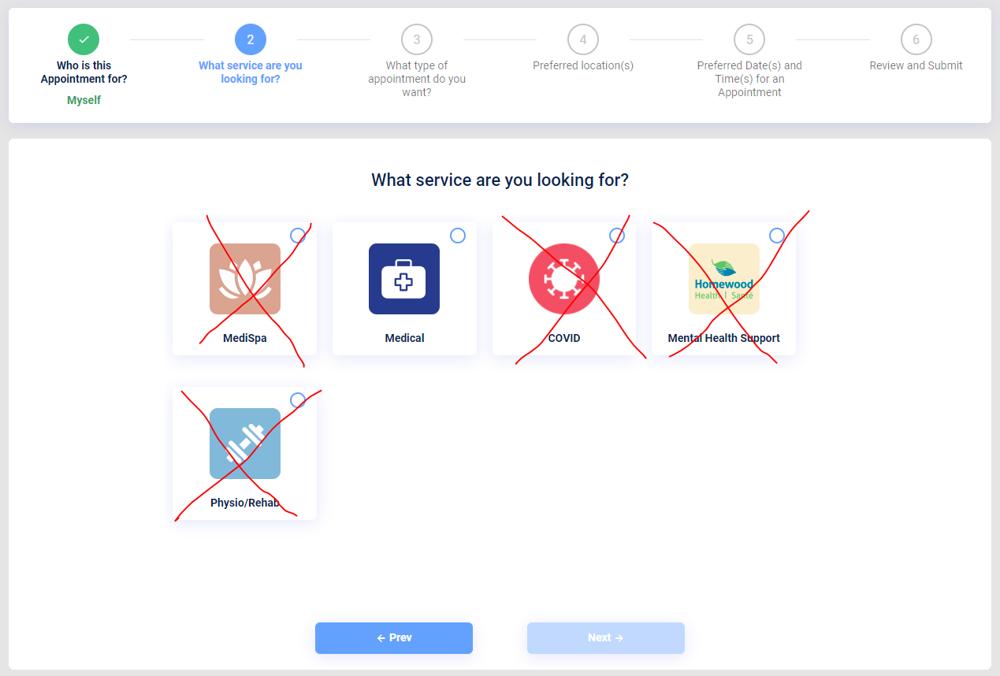 2
3
4
5
6
Who is this
Appointment for?
Myself
What service are you
looking for?
What type of
appointment do you
want?
Preferred location(s)
Preferred Date(s) and
Time(s) for an
Appointment
Review and Submit
What service are you looking for?
MediSpa
Medical
COVID
Homewood
Health | Santé
Mental Health Support
Physio/Rehab
← Prev
Next →